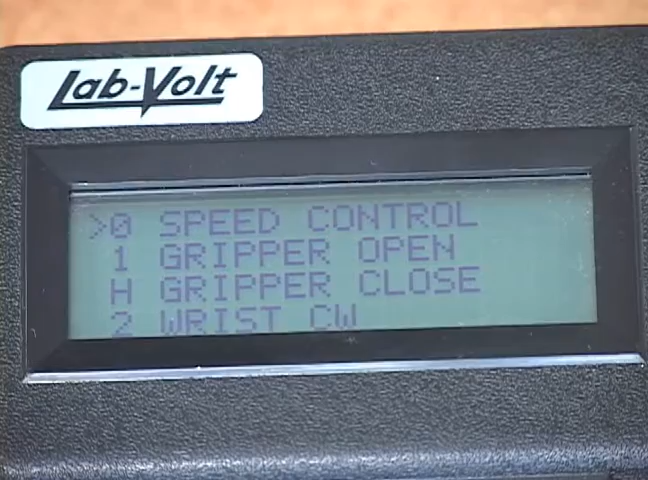 Lab-Volt
>0 SPEED CONTROL
1 GRIPPER OPEN
H GRIPPER CLOSE
2 WRIST CW